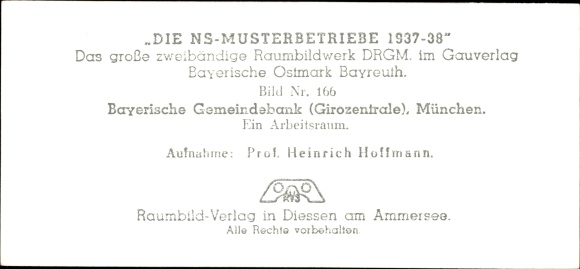 „DIE NS-MUSTERBETRIEBE 1937-38"
Das große zweibändige Raumbildwerk DRGM. im Gauverlag
Bayerische Ostmark Bayreuth.
Bild Nr. 166
Bayerische Gemeindebank (Girozentrale), München.
Ein Arbeitsraum.
Aufnahme: Prof. Heinrich Hoffmann.
RVS
Raumbild-Verlag in Diessen am Ammersee.
Alle Rechte vorbehalten.